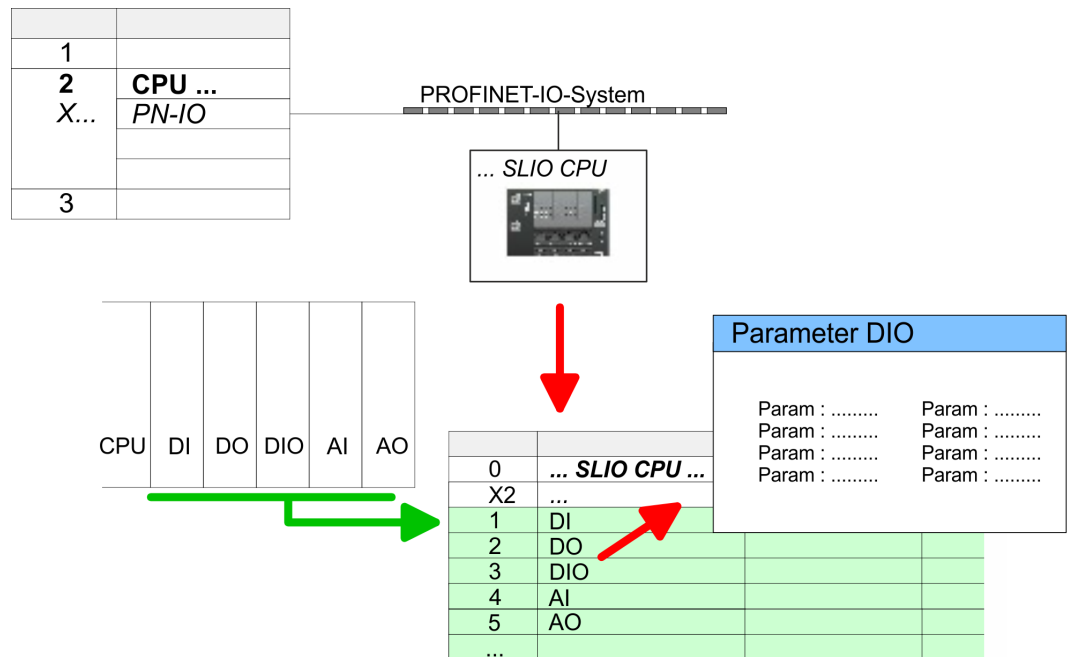 1
2 CPU ...
X... PN-IO
3
PROFINET-IO-System
... SLIO CPU
CPU DI DO DIO AI AO
Parameter DIO
Param : ......... Param : .........
Param : ......... Param : .........
Param : ......... Param : .........
Param : ......... Param : .........
0 ... SLIO CPU ...
X2 ...
1 DI
2 DO
3 DIO
4 AI
5 AO
...